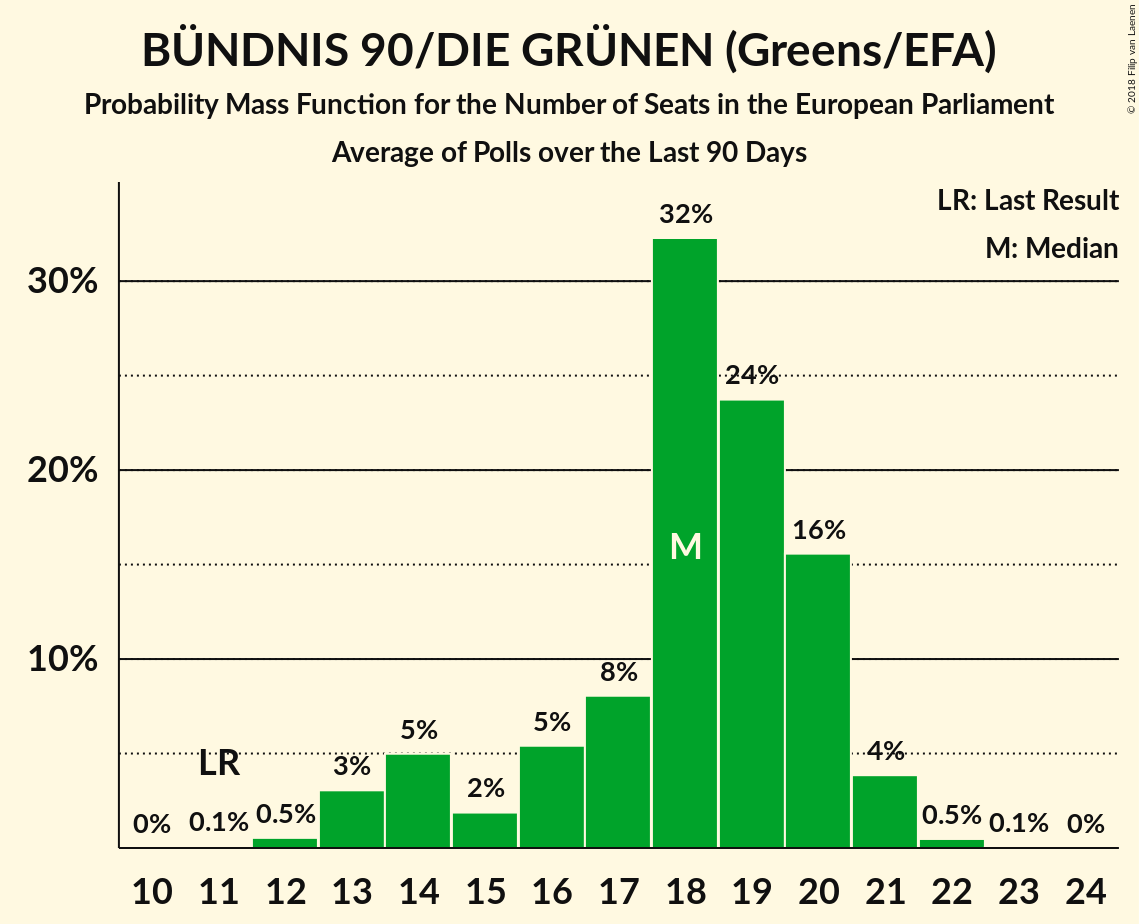 BÜNDNIS 90/DIE GRÜNEN (Greens/EFA)
Probability Mass Function for the Number of Seats in the European Parliament
Average of Polls over the Last 90 Days
© 2018 Filip van Laenen
LR: Last Result
M: Median
30%
20%
10%
0%
0.1%
0.5%
3%
5%
2%
5%
8%
32%
24%
16%
4%
0.5%
0.1%
0%
LR
M
10 11 12 13 14 15 16 17 18 19 20 21 22 23 24